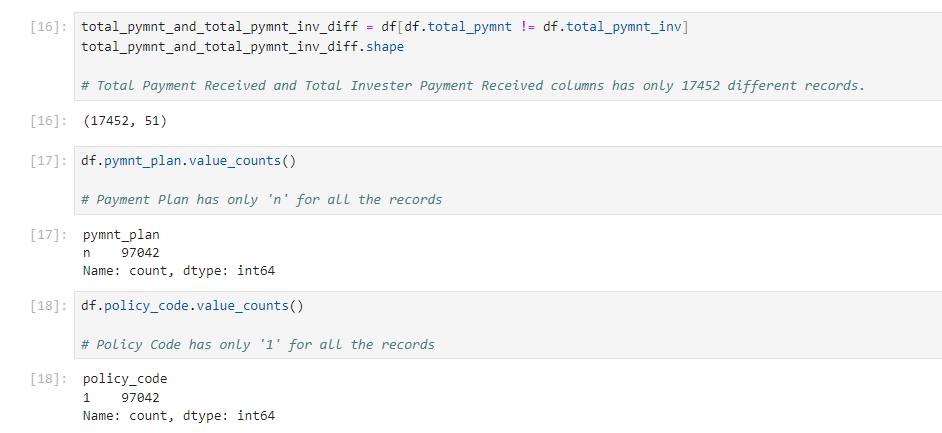 [16]: total_pymnt_and_total_pymnt_inv_diff = df[df.total_pymnt != df.total_pymnt_inv]
total_pymnt_and_total_pymnt_inv_diff.shape
# Total Payment Received and Total Invester Payment Received columns has only 17452 different records.
[16]: (17452, 51)
[17]: df.pymnt_plan.value_counts()
# Payment Plan has only 'n' for all the records
[17]: pymnt_plan
n    97042
Name: count, dtype: int64
[18]: df.policy_code.value_counts()
# Policy Code has only '1' for all the records
[18]: policy_code
1    97042
Name: count, dtype: int64